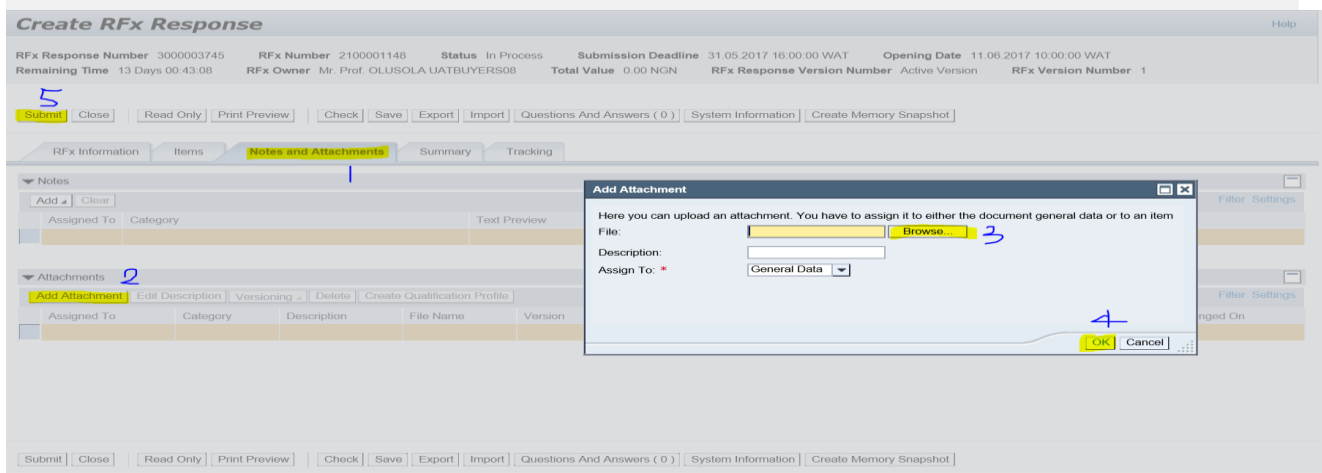 Create RFx Response Help
RFx Response Number 3000003745 RFx Number 2100001148 Status In Process Submission Deadline 31.05.2017 16:00:00 WAT Opening Date 11.06.2017 10:00:00 WAT
Remaining Time 13 Days 00:43:08 RFx Owner Mr. Prof. OLUSOLA UATBUYERS08 Total Value 0.00 NGN RFx Response Version Number Active Version RFx Version Number 1
5
Submit Close Read Only Print Preview Check Save Export Import Questions And Answers ( 0 ) System Information Create Memory Snapshot
RFx Information Items Notes and Attachments Summary Tracking
1
Notes
Add Clear Filter Settings
Assigned To Category Text Preview
Add Attachment
Here you can upload an attachment. You have to assign it to either the document general data or to an item
File: Browse... 3
Description:
Assign To: * General Data
4
OK Cancel
Attachments 2
Add Attachment Edit Description Versioning Delete Create Qualification Profile Filter Settings
Assigned To Category Description File Name Version nged On
Submit Close Read Only Print Preview Check Save Export Import Questions And Answers ( 0 ) System Information Create Memory Snapshot